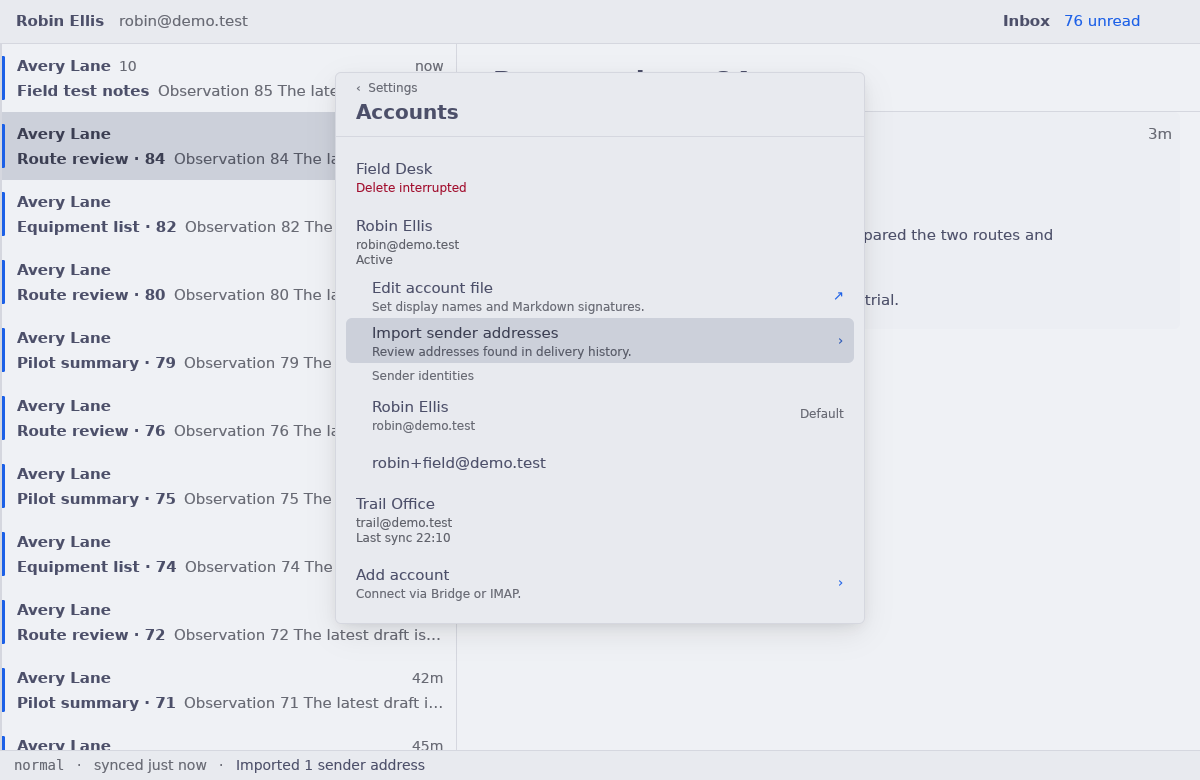 Robin Ellis robin@demo.test Inbox 76 unread
Avery Lane 10 now
Field test notes Observation 85 The late
Avery Lane
Route review · 84 Observation 84 The la
Avery Lane
Equipment list · 82 Observation 82 The
Avery Lane
Route review · 80 Observation 80 The la
Avery Lane
Pilot summary · 79 Observation 79 The
Avery Lane
Route review · 76 Observation 76 The la
Avery Lane
Pilot summary · 75 Observation 75 The
Avery Lane
Equipment list · 74 Observation 74 The
Avery Lane
Route review · 72 Observation 72 The latest draft is…
Avery Lane 42m
Pilot summary · 71 Observation 71 The latest draft i…
Avery Lane 45m
‹ Settings
Accounts
Field Desk
Delete interrupted
Robin Ellis
robin@demo.test
Active
Edit account file ↗
Set display names and Markdown signatures.
Import sender addresses ›
Review addresses found in delivery history.
Sender identities
Robin Ellis Default
robin@demo.test
robin+field@demo.test
Trail Office
trail@demo.test
Last sync 22:10
Add account ›
Connect via Bridge or IMAP.
3m
pared the two routes and
trial.
normal · synced just now · Imported 1 sender address